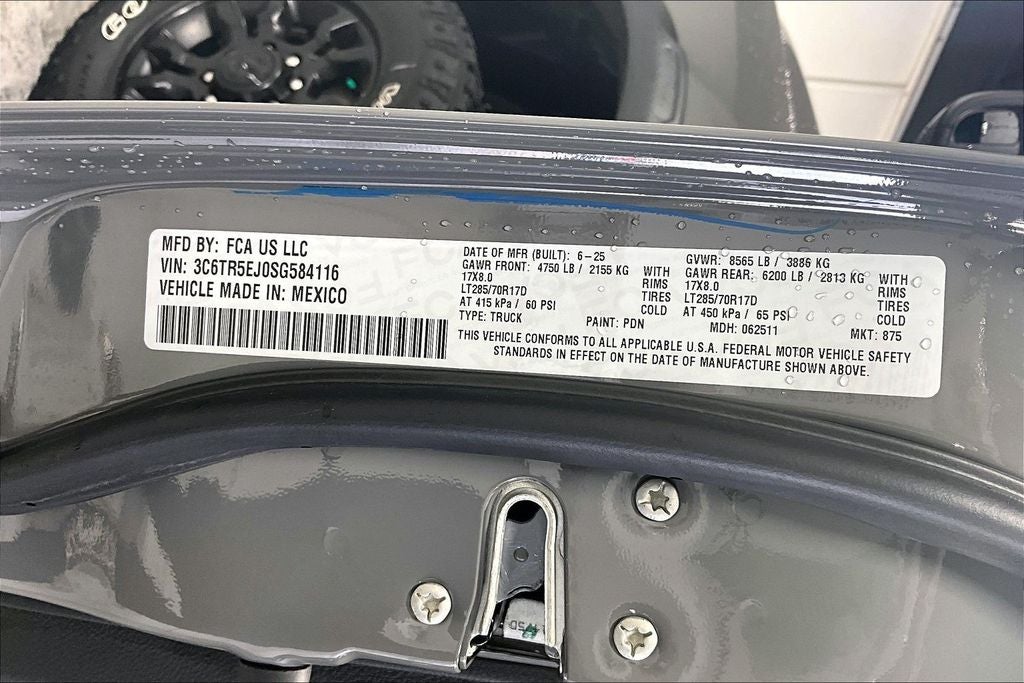 MFD BY: FCA US LLC
VIN: 3C6TR5EJ0SG584116
VEHICLE MADE IN: MEXICO
DATE OF MFR (BUILT): 6-25
GAWR FRONT: 4750 LB / 2155 KG WITH
17X8.0 RIMS
LT285/70R17D TIRES
AT 415 kPa / 60 PSI COLD
TYPE: TRUCK PAINT: PDN
GVWR: 8565 LB / 3886 KG
GAWR REAR: 6200 LB / 2813 KG WITH
17X8.0 RIMS
LT285/70R17D TIRES
AT 450 kPa / 65 PSI COLD
MDH: 062511 MKT: 875
THIS VEHICLE CONFORMS TO ALL APPLICABLE U.S.A. FEDERAL MOTOR VEHICLE SAFETY
STANDARDS IN EFFECT ON THE DATE OF MANUFACTURE SHOWN ABOVE.